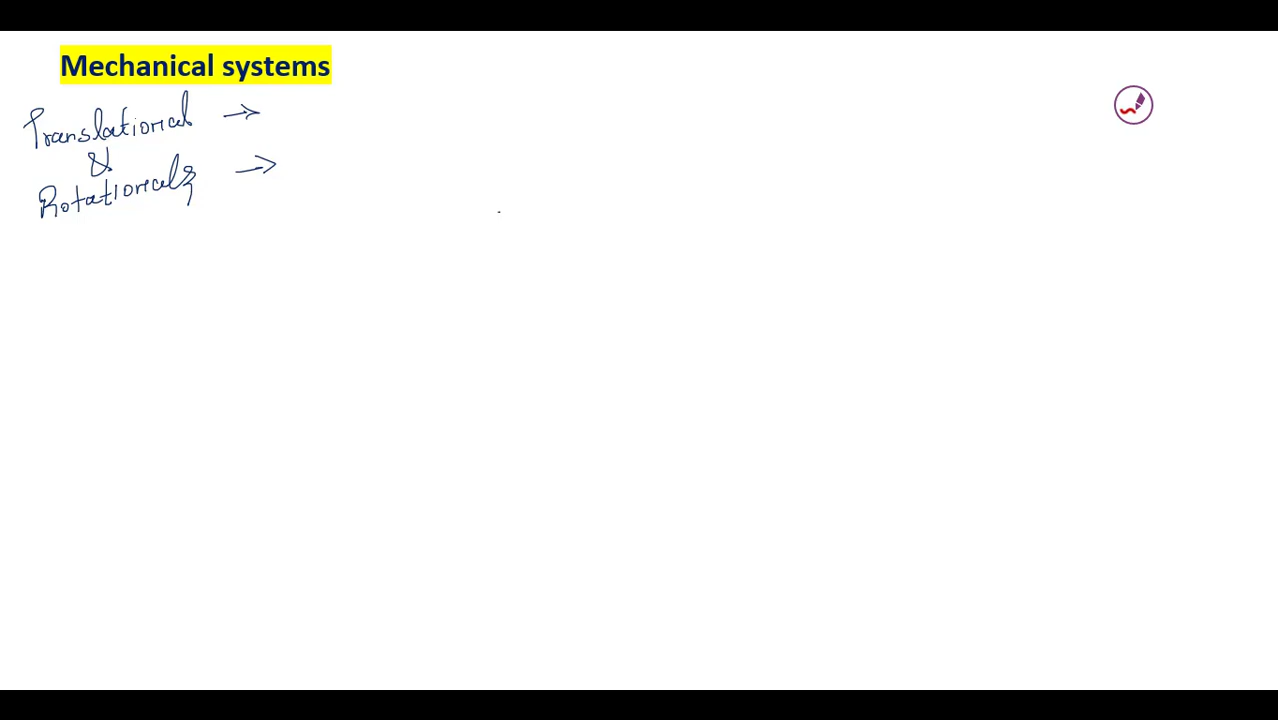 Mechanical systems
Translational →
&
Rotational →